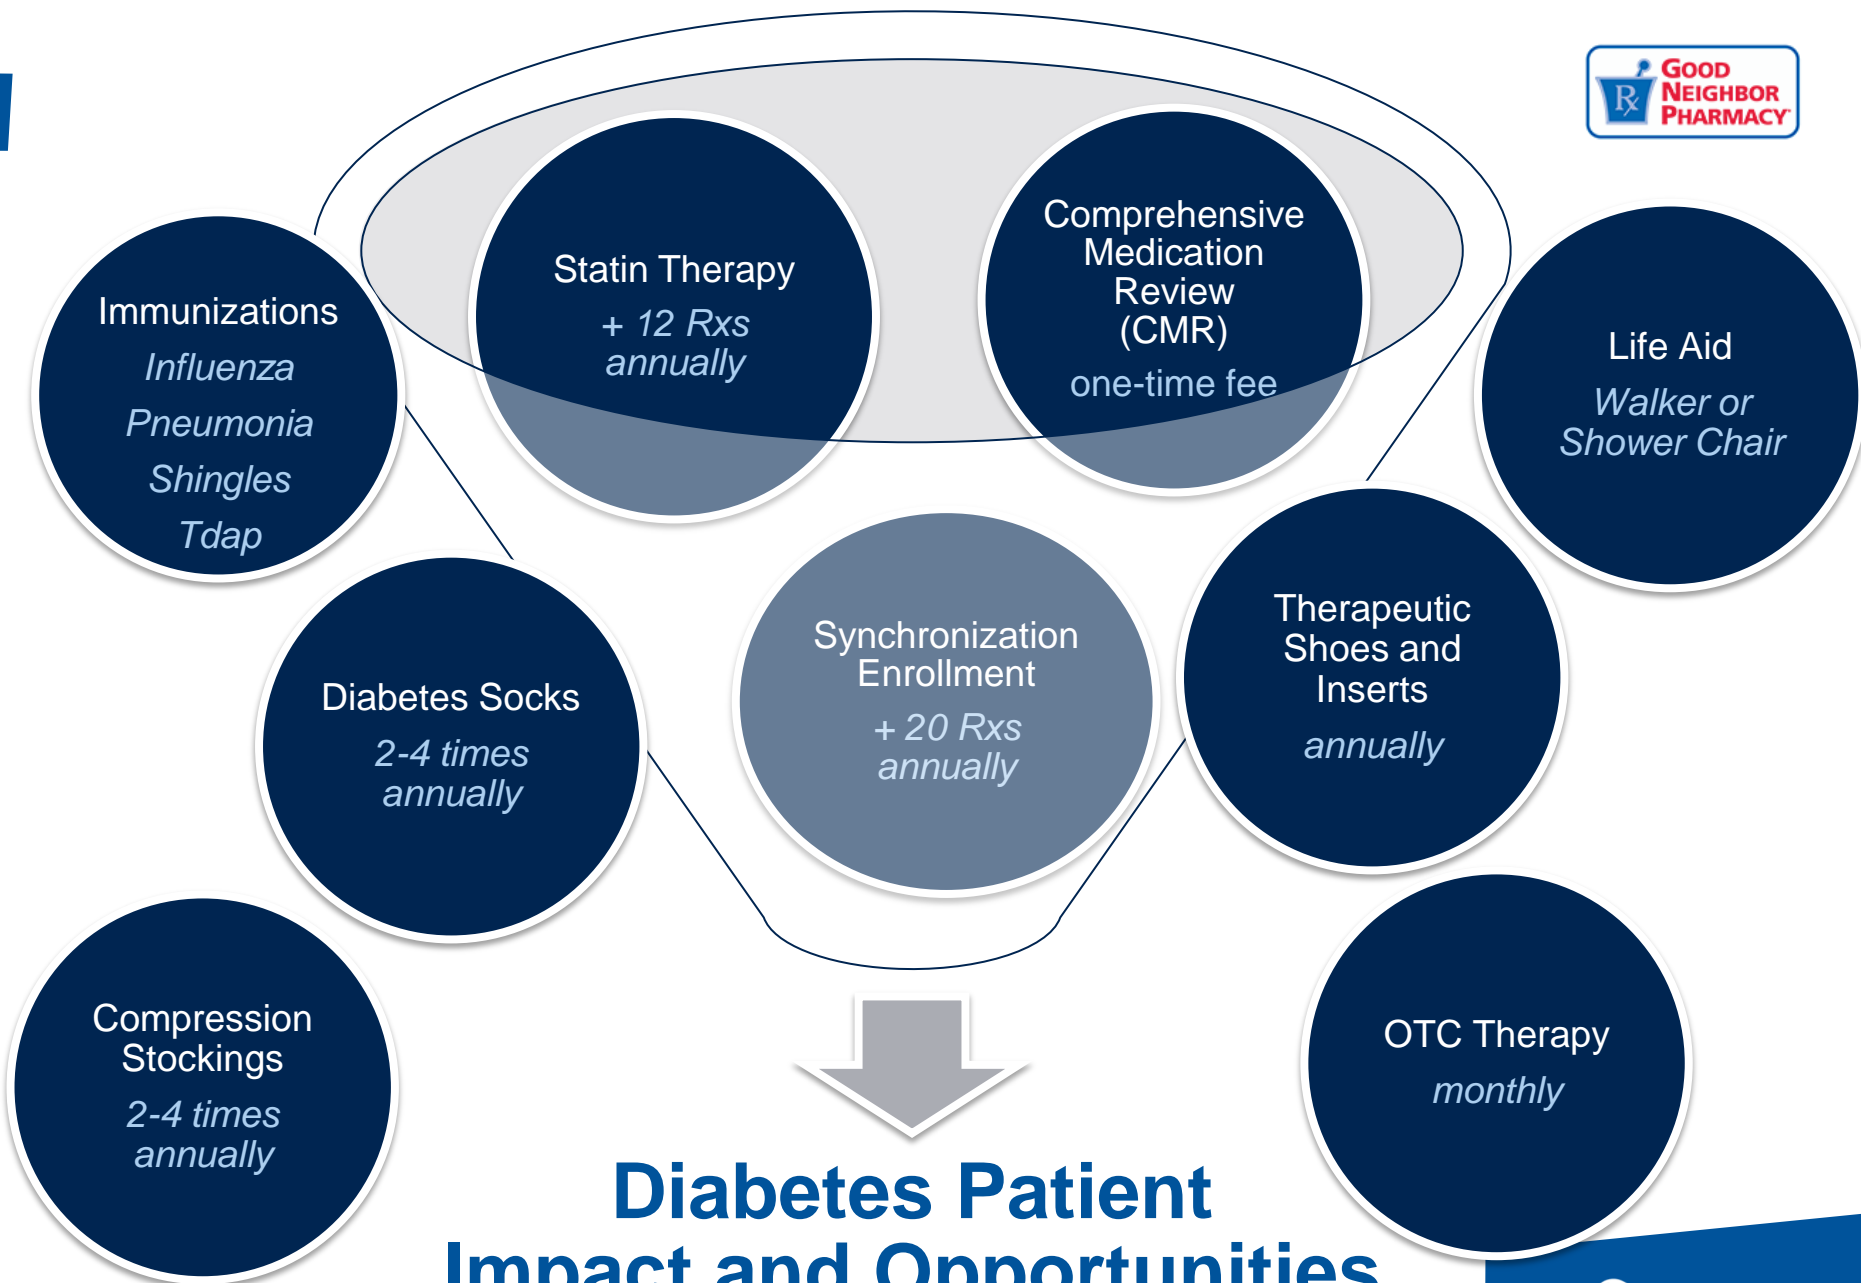 GOOD
NEIGHBOR
PHARMACY
Rx
Immunizations
Influenza
Pneumonia
Shingles
Tdap
Statin Therapy
+ 12 Rxs
annually
Comprehensive
Medication
Review
(CMR)
one-time fee
Life Aid
Walker or
Shower Chair
Diabetes Socks
2-4 times
annually
Synchronization
Enrollment
+ 20 Rxs
annually
Therapeutic
Shoes and
Inserts
annually
Compression
Stockings
2-4 times
annually
OTC Therapy
monthly
Diabetes Patient
Impact and Opportunities